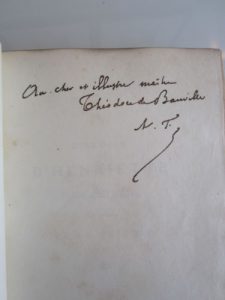 Au cher et illustre maître
Théodore de Banville
A. T.